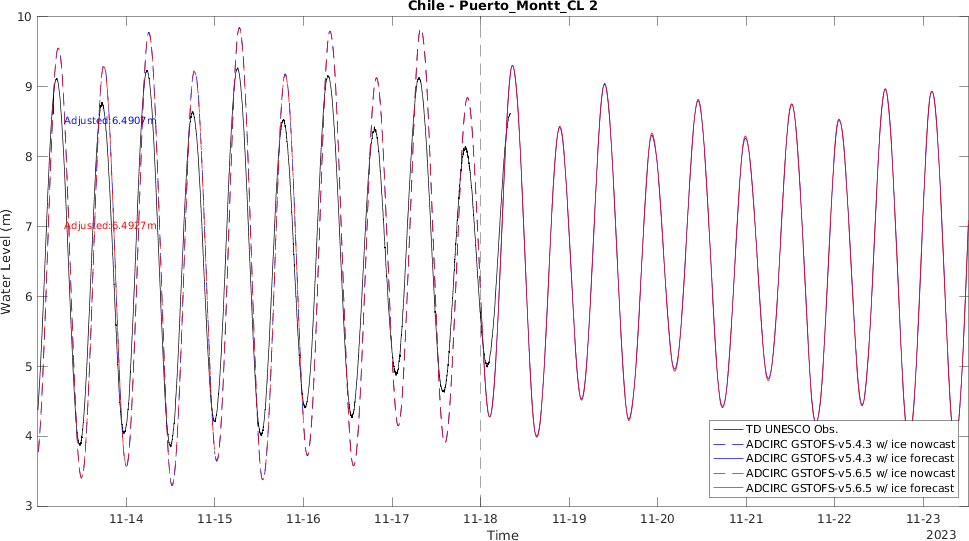 Chile - Puerto_Montt_CL 2
10
9
8
7
6
5
4
3
Water Level (m)
Adjusted:6.4907m
Adjusted:6.4927m
TD UNESCO Obs.
ADCIRC GSTOFS-v5.4.3 w/ ice nowcast
ADCIRC GSTOFS-v5.4.3 w/ ice forecast
ADCIRC GSTOFS-v5.6.5 w/ ice nowcast
ADCIRC GSTOFS-v5.6.5 w/ ice forecast
11-14 11-15 11-16 11-17 11-18 11-19 11-20 11-21 11-22 11-23
Time
2023